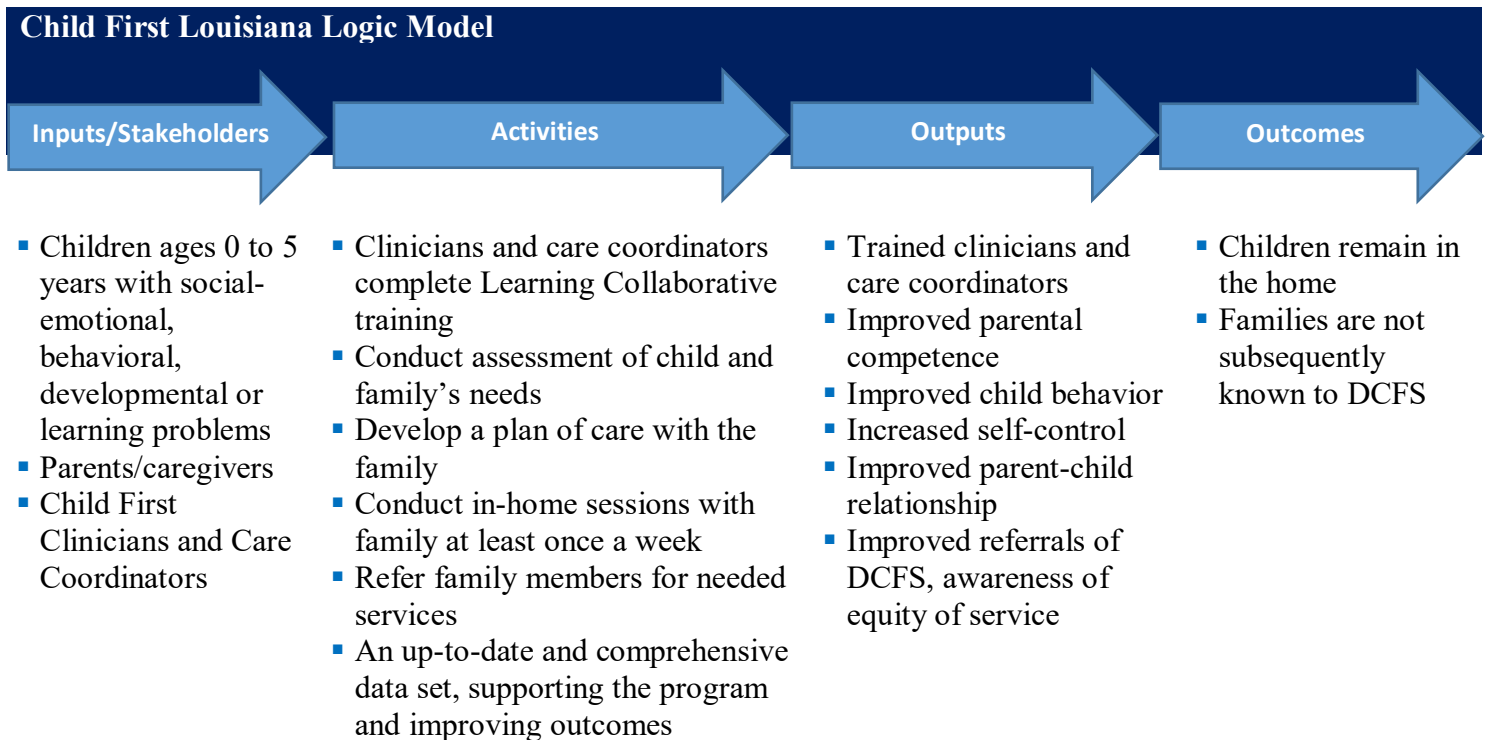 Child First Louisiana Logic Model
Inputs/Stakeholders
Activities
Outputs
Outcomes
▪ Children ages 0 to 5
years with social-
emotional,
behavioral,
developmental or
learning problems
▪ Parents/caregivers
▪ Child First
Clinicians and Care
Coordinators
▪ Clinicians and care coordinators
complete Learning Collaborative
training
▪ Conduct assessment of child and
family’s needs
▪ Develop a plan of care with the
family
▪ Conduct in-home sessions with
family at least once a week
▪ Refer family members for needed
services
▪ An up-to-date and comprehensive
data set, supporting the program
and improving outcomes
▪ Trained clinicians and
care coordinators
▪ Improved parental
competence
▪ Improved child behavior
▪ Increased self-control
▪ Improved parent-child
relationship
▪ Improved referrals of
DCFS, awareness of
equity of service
▪ Children remain in
the home
▪ Families are not
subsequently
known to DCFS